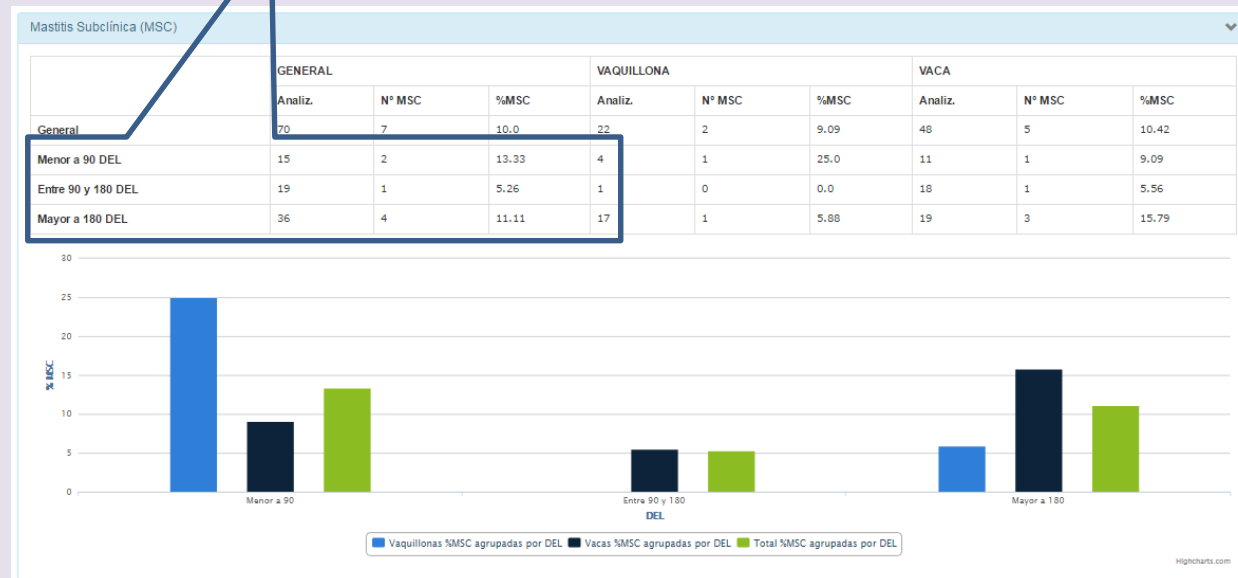 Mastitis Subclínica (MSC)
GENERAL VAQUILLONA VACA
Analiz. N° MSC %MSC Analiz. N° MSC %MSC Analiz. N° MSC %MSC
General 70 7 10.0 22 2 9.09 48 5 10.42
Menor a 90 DEL 15 2 13.33 4 1 25.0 11 1 9.09
Entre 90 y 180 DEL 19 1 5.26 1 0 0.0 18 1 5.56
Mayor a 180 DEL 36 4 11.11 17 1 5.88 19 3 15.79
30
25
20
15
10
5
0
% MSC
Menor a 90 Entre 90 y 180 Mayor a 180
DEL
Vaquillonas %MSC agrupadas por DEL Vacas %MSC agrupadas por DEL Total %MSC agrupadas por DEL
Highcharts.com